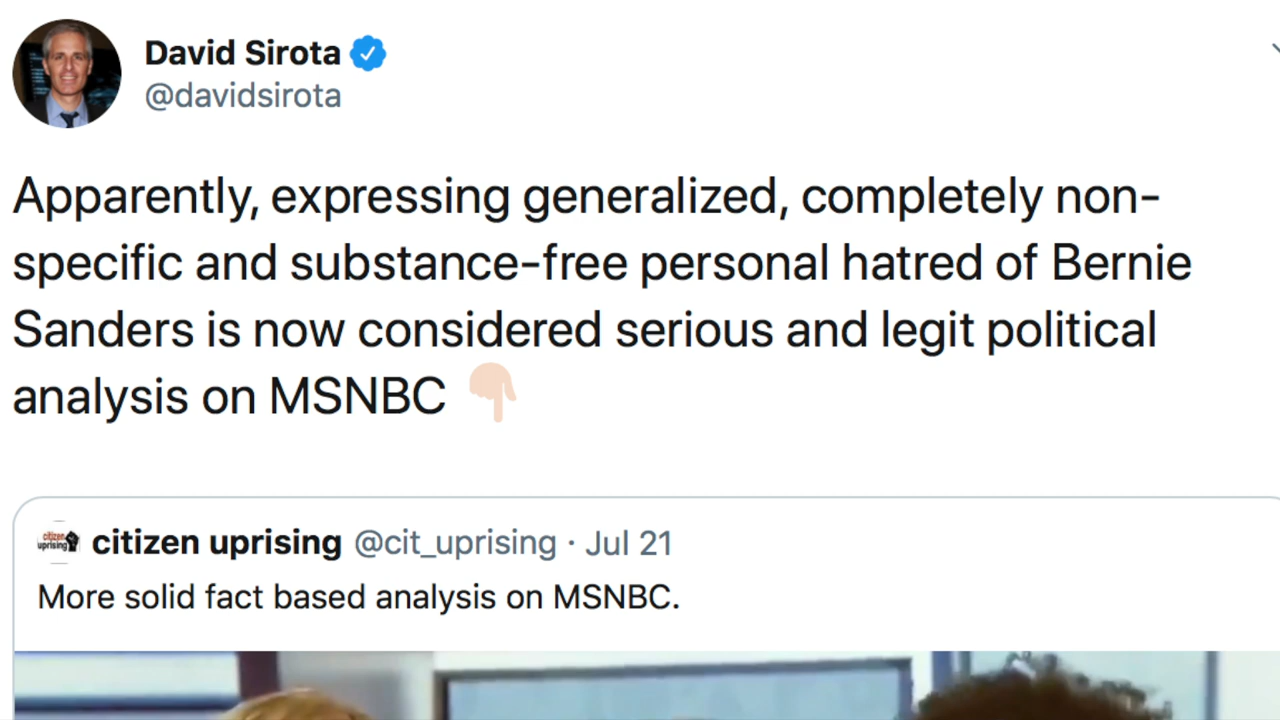 David Sirota
@davidsirota
Apparently, expressing generalized, completely non-
specific and substance-free personal hatred of Bernie
Sanders is now considered serious and legit political
analysis on MSNBC 👇🏻
citizen uprising
citizen uprising @cit_uprising · Jul 21
More solid fact based analysis on MSNBC.